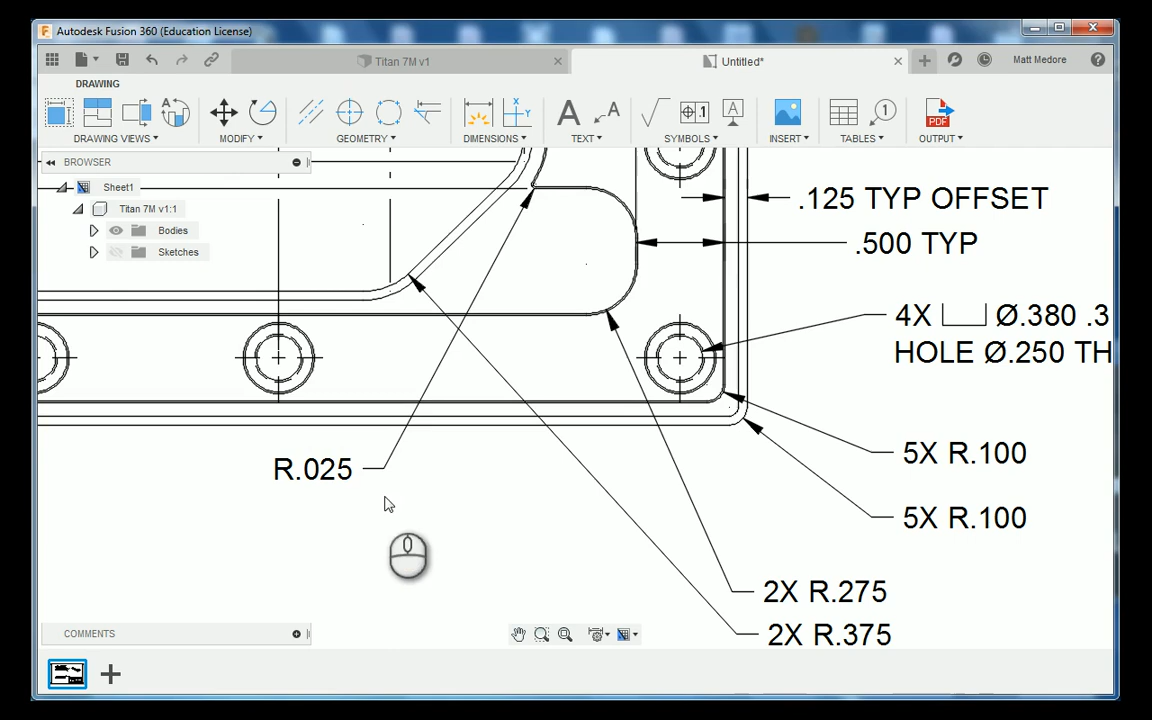 Autodesk Fusion 360 (Education License)
Titan 7M v1
Untitled*
Matt Medore
DRAWING
DRAWING VIEWS
MODIFY
GEOMETRY
DIMENSIONS
TEXT
SYMBOLS
INSERT
TABLES
OUTPUT
BROWSER
Sheet1
Titan 7M v1:1
Bodies
Sketches
.125 TYP OFFSET
.500 TYP
4X ⌴ Ø.380 .3
HOLE Ø.250 TH
R.025
5X R.100
5X R.100
2X R.275
2X R.375
COMMENTS